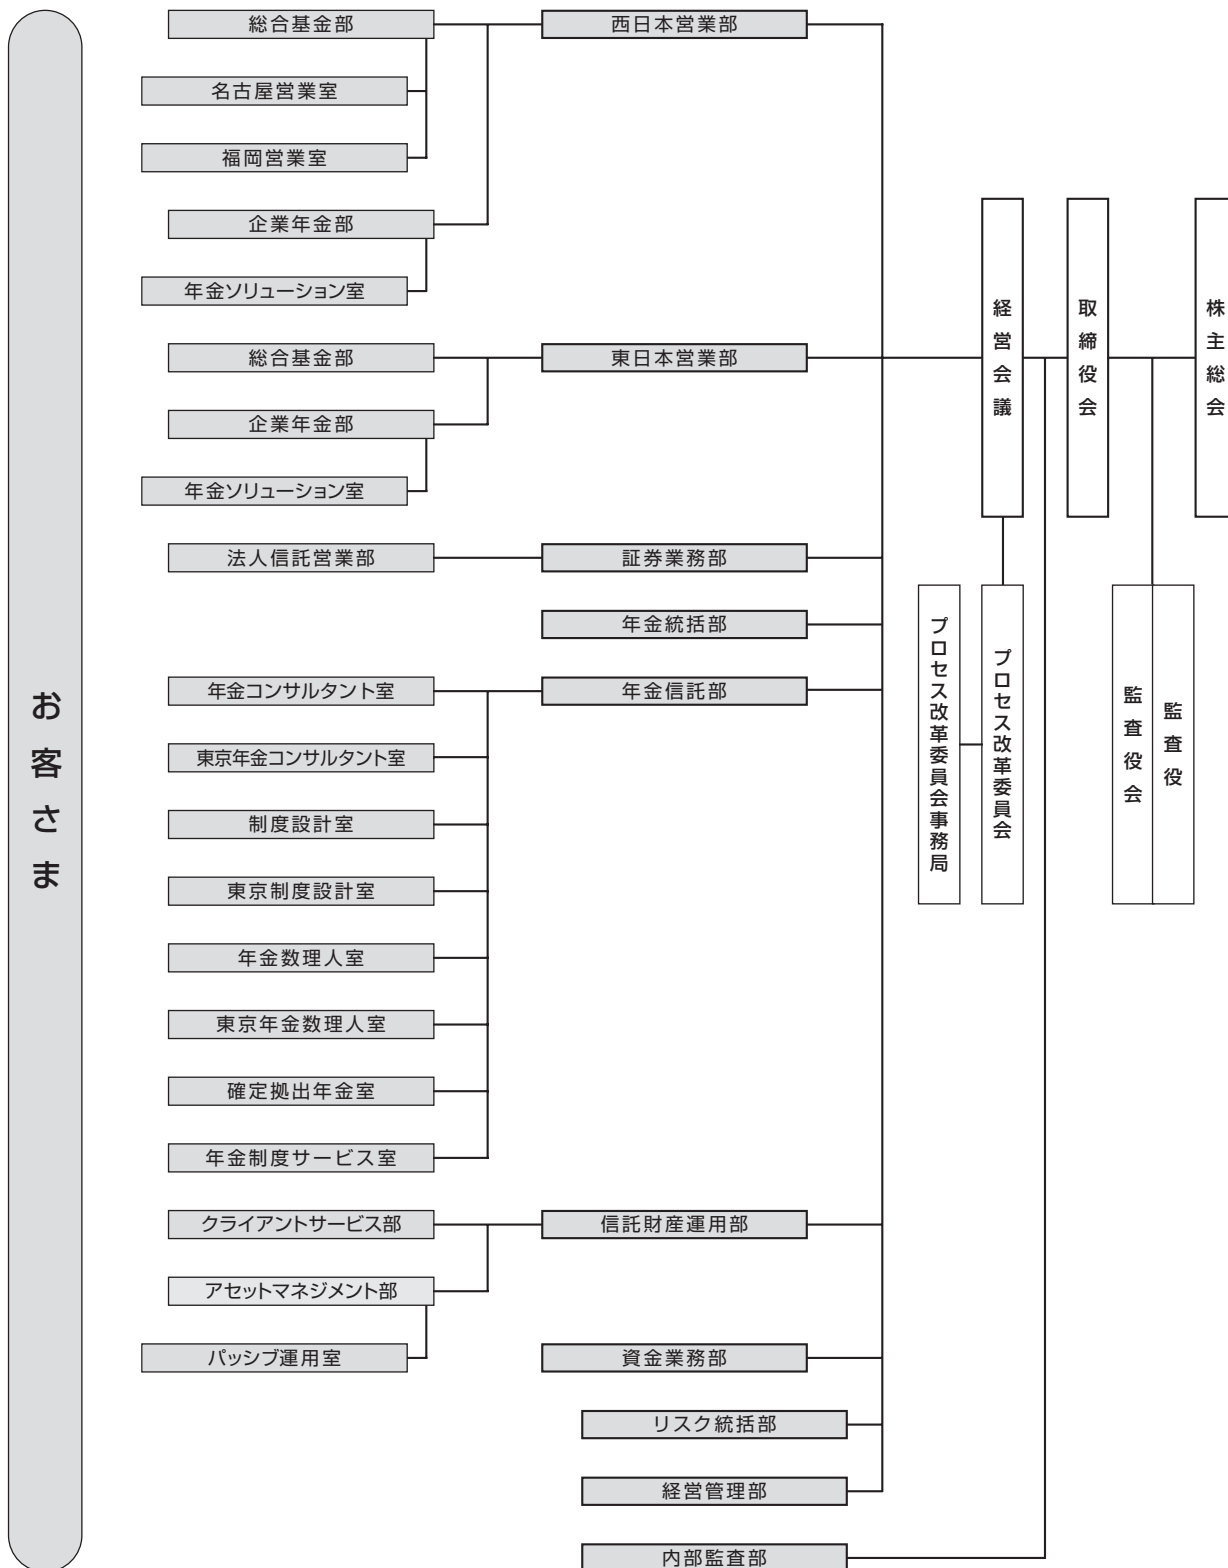 お客さま
総合基金部
西日本営業部
名古屋営業室
福岡営業室
企業年金部
年金ソリューション室
総合基金部
東日本営業部
企業年金部
年金ソリューション室
法人信託営業部
証券業務部
年金統括部
年金コンサルタント室
年金信託部
東京年金コンサルタント室
制度設計室
東京制度設計室
年金数理人室
東京年金数理人室
確定拠出年金室
年金制度サービス室
クライアントサービス部
信託財産運用部
アセットマネジメント部
パッシブ運用室
資金業務部
リスク統括部
経営管理部
内部監査部
経営会議
取締役会
株主総会
プロセス改革委員会事務局
プロセス改革委員会
監査役会
監査役